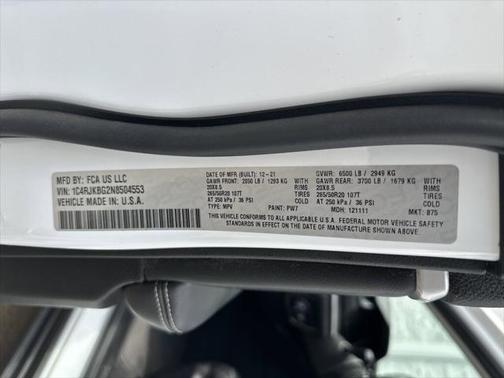 MFD BY: FCA US LLC
VIN: 1C4RJKBG2N8504553
VEHICLE MADE IN: U.S.A.
DATE OF MFR (BUILT): 12-21
GVWR: 6500 LB / 2949 KG
GAWR FRONT: 2850 LB / 1293 KG WITH
20X8.5 RIMS
265/50R20 107T TIRES
AT 250 kPa / 36 PSI COLD
GAWR REAR: 3700 LB / 1679 KG WITH
20X8.5 RIMS
265/50R20 107T TIRES
AT 250 kPa / 36 PSI COLD
TYPE: MPV PAINT: PW7 MDH: 121111 MKT: B75
THIS VEHICLE CONFORMS TO ALL APPLICABLE U.S.A. FEDERAL MOTOR VEHICLE SAFETY
STANDARDS IN EFFECT ON THE DATE OF MANUFACTURE SHOWN ABOVE.